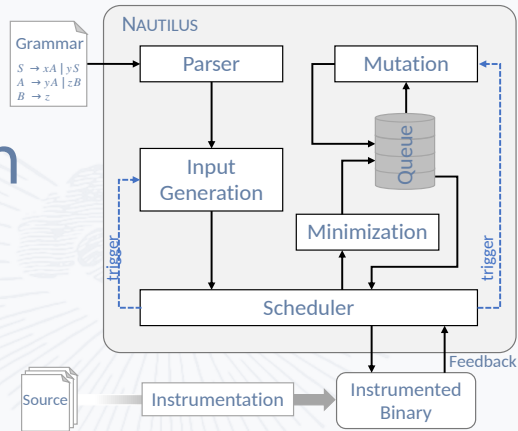 NAUTILUS
Grammar
S → xA | yS
A → yA | zB
B → z
Parser
Mutation
Queue
Input
Generation
Minimization
trigger
trigger
Scheduler
Feedback
Source
Instrumentation
Instrumented
Binary
n